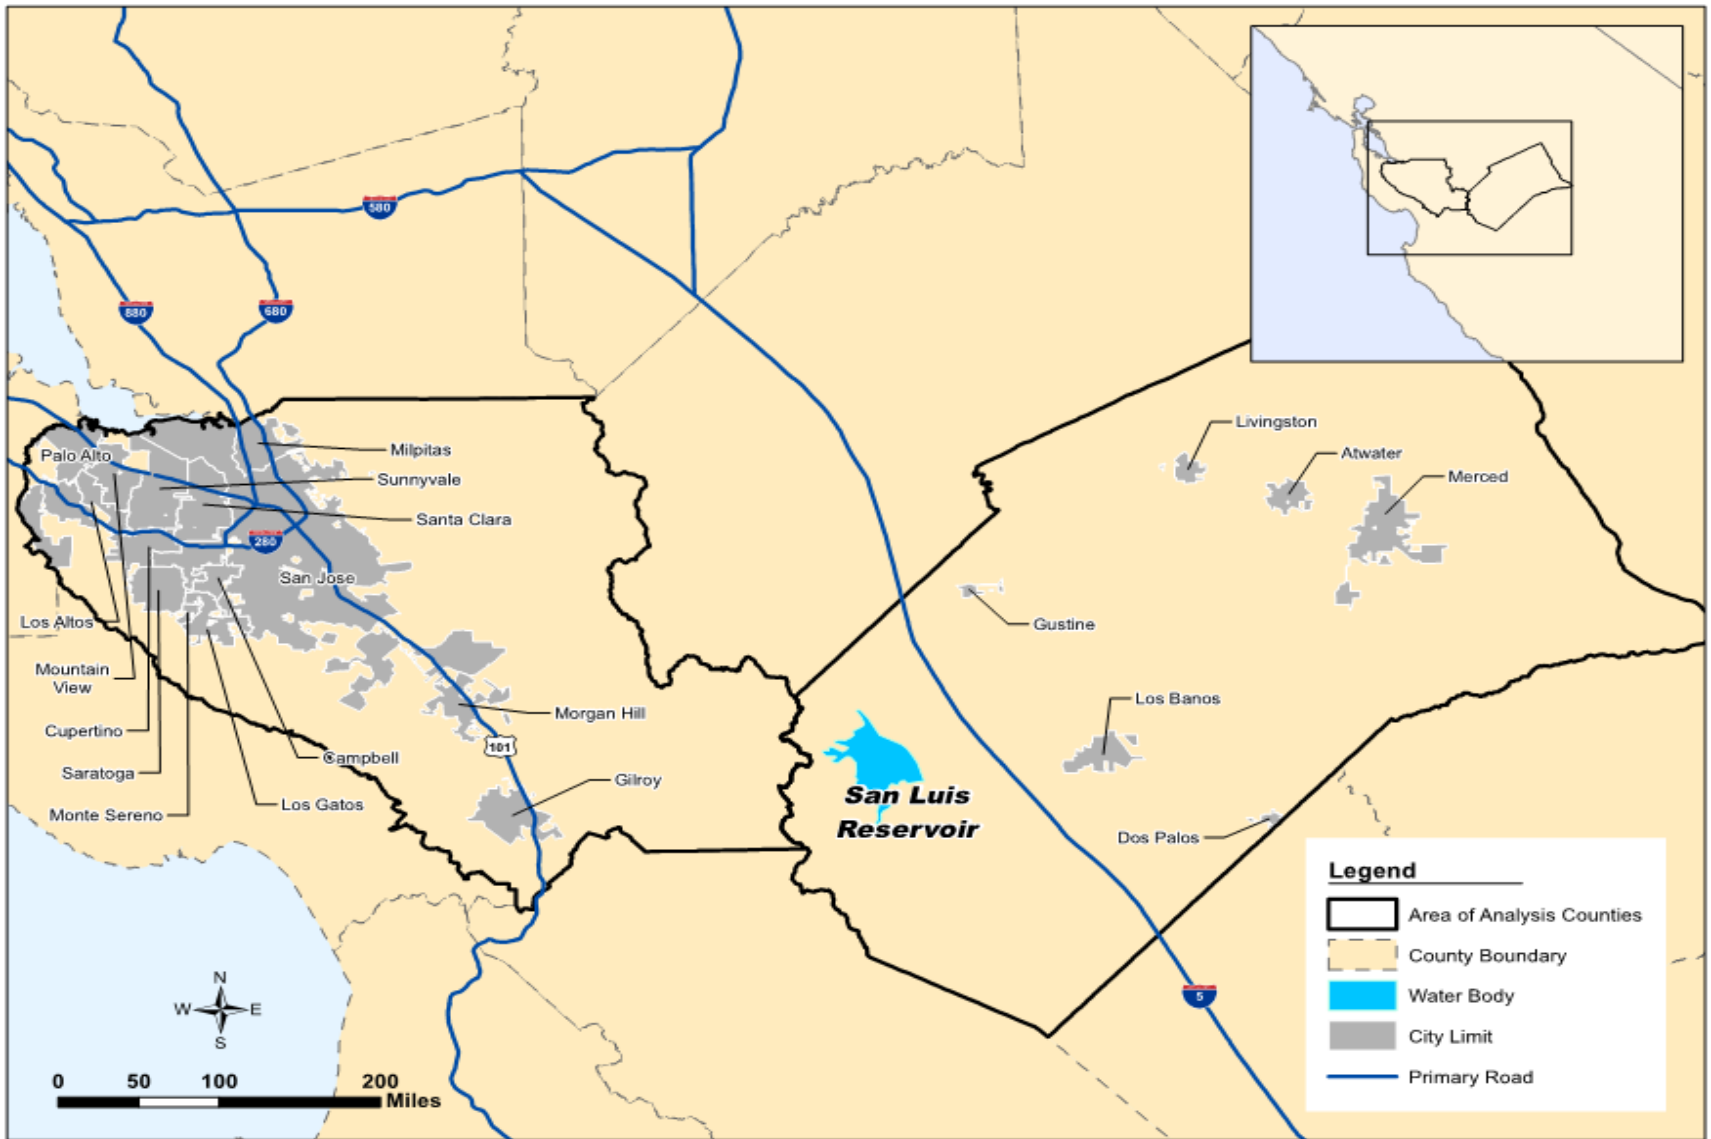 580
880
680
Livingston
Milpitas
Atwater
Palo Alto
Merced
Sunnyvale
Santa Clara
280
San Jose
Los Altos
Gustine
Mountain
View
Los Banos
Morgan Hill
Cupertino
101
Campbell
Saratoga
Gilroy
San Luis
Reservoir
Los Gatos
Monte Sereno
Dos Palos
Legend
Area of Analysis Counties
County Boundary
Water Body
City Limit
Primary Road
5
N
W E
S
0 50 100 200
Miles